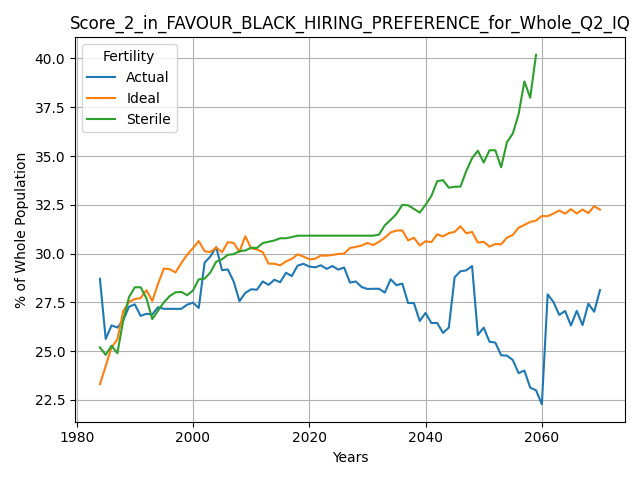 Score_2_in_FAVOUR_BLACK_HIRING_PREFERENCE_for_Whole_Q2_IQ
Fertility
Actual
Ideal
Sterile
40.0
37.5
35.0
32.5
30.0
27.5
25.0
22.5
% of Whole Population
1980
2000
2020
2040
2060
Years